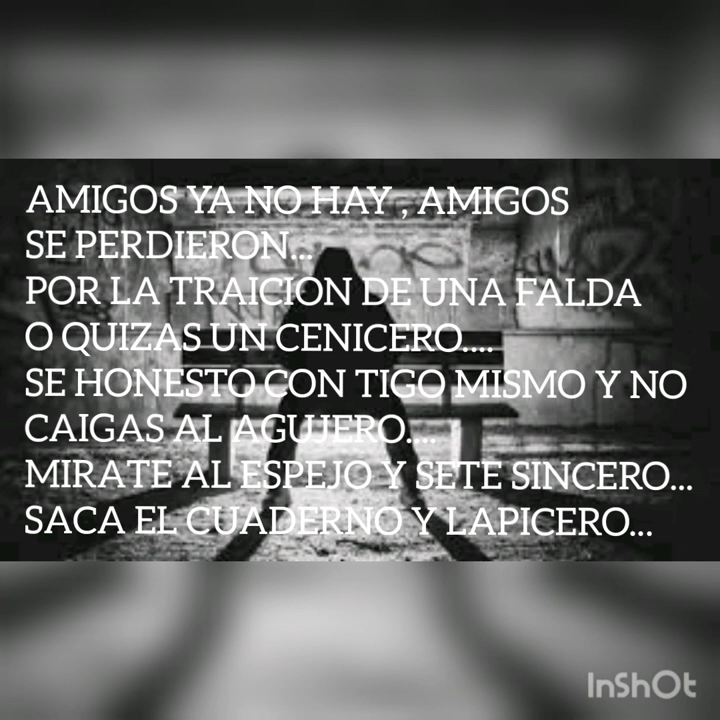 AMIGOS YA NO HAY , AMIGOS
SE PERDIERON...
POR LA TRAICION DE UNA FALDA
O QUIZAS UN CENICERO....
SE HONESTO CON TIGO MISMO Y NO
CAIGAS AL AGUJERO....
MIRATE AL ESPEJO Y SETE SINCERO...
SACA EL CUADERNO Y LAPICERO...
InShOt